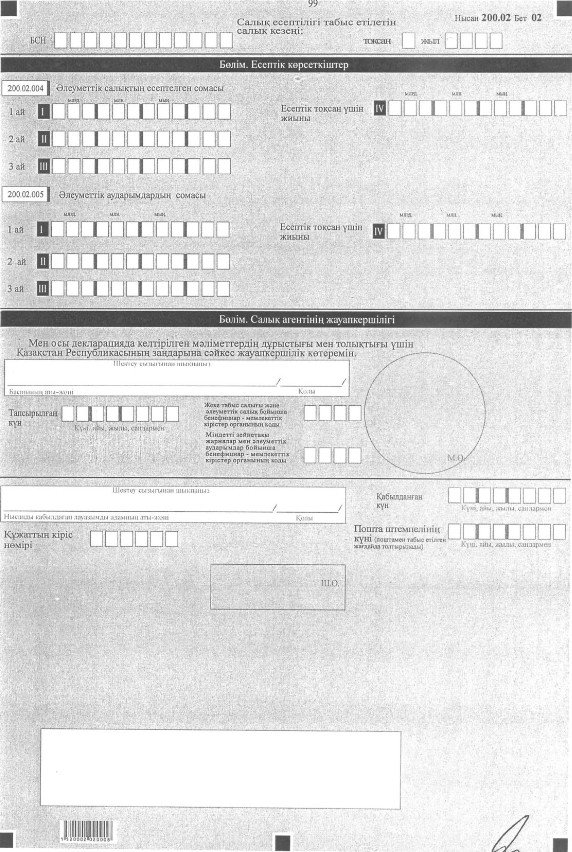 99
Нысан 200.02 Бет 02
Салық есептілігі табыс етілетін
салық кезеңі:
БСН
тоқсан
жыл
Бөлім. Есептік көрсеткіштер
200.02.004 Әлеуметтік салықтың есептелген сомасы
млрд. млн. мың
1 ай I
Есептік тоқсан үшін
жиыны
млрд. млн. мың
IV
2 ай II
3 ай III
200.02.005 Әлеуметтік аударымдардың сомасы
млрд. млн. мың
1 ай I
Есептік тоқсан үшін
жиыны
млрд. млн. мың
IV
2 ай II
3 ай III
Бөлім. Салық агентінің жауапкершілігі
Мен осы декларацияда келтірілген мәліметтердің дұрыстығы мен толықтығы үшін
Қазақстан Республикасының заңдарына сәйкес жауапкершілік көтеремін.
Шектеу сызығынан шықпаңыз
Басшының аты-жөні / Қолы /
Тапсырылған
күн
Күні, айы, жылы, сандармен
Жеке табыс салығы және
әлеуметтік салық бойынша
бенефициар - мемлекеттік
кірістер органының коды
Міндетті зейнетақы
жарналар мен әлеуметтік
аударымдар бойынша
бенефициар - мемлекеттік
кірістер органының коды
М.О.
Шектеу сызығынан шықпаңыз
Нысанды қабылдаған лауазымды адамның аты-жөні / Қолы /
Қабылданған
күн
Күні, айы, жылы, сандармен
Құжаттың кіріс
нөмірі
Пошта штемпелінің
күні (поштамен табыс етілген
жағдайда толтырылады)
Күні, айы, жылы, сандармен
Ш.О.